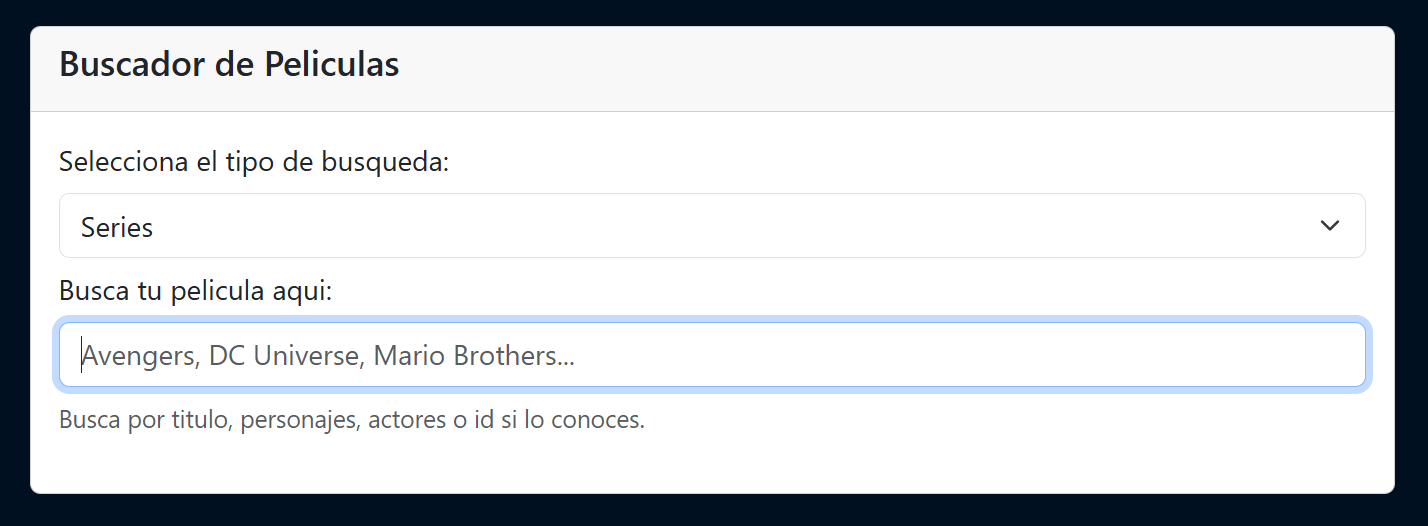 Buscador de Peliculas
Selecciona el tipo de busqueda:
Series
Busca tu pelicula aqui:
Avengers, DC Universe, Mario Brothers...
Busca por titulo, personajes, actores o id si lo conoces.